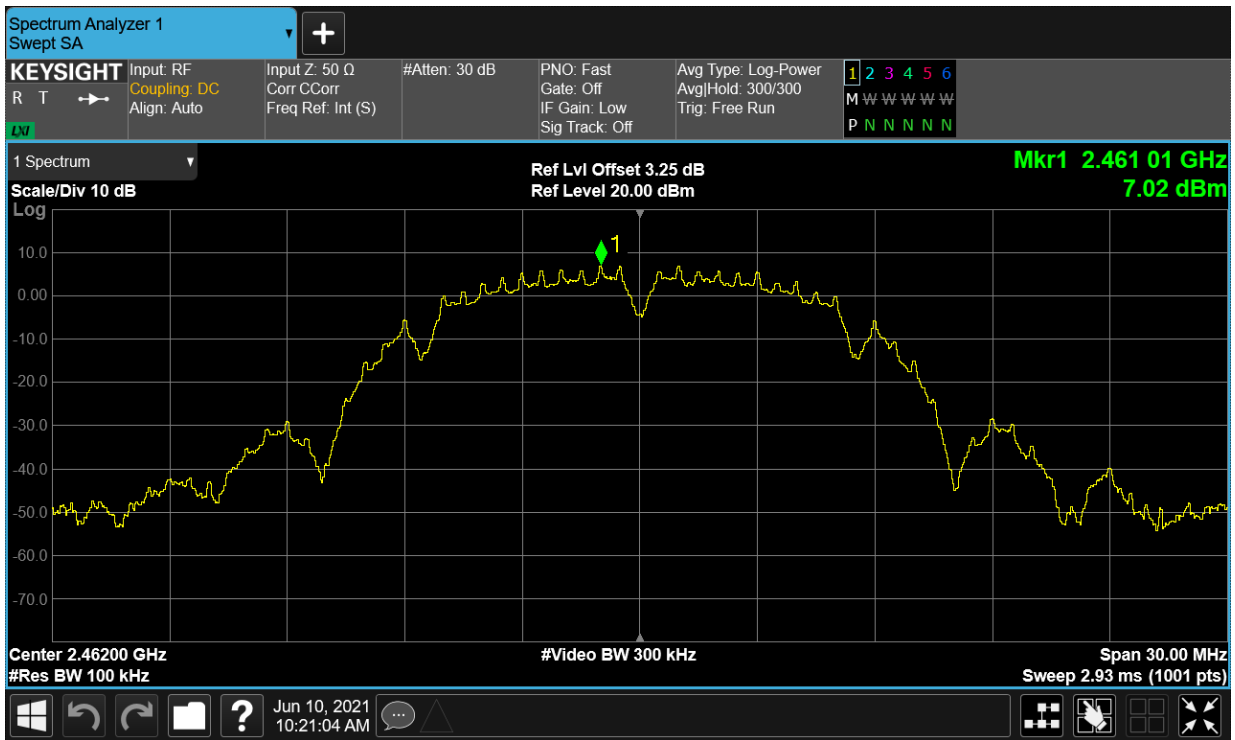 Spectrum Analyzer 1
Swept SA
+
KEYSIGHT
R T
LXI
Input: RF
Coupling: DC
Align: Auto
Input Z: 50 Ω
Corr CCorr
Freq Ref: Int (S)
#Atten: 30 dB
PNO: Fast
Gate: Off
IF Gain: Low
Sig Track: Off
Avg Type: Log-Power
Avg|Hold: 300/300
Trig: Free Run
1 2 3 4 5 6
M W W W W W
P N N N N N
1 Spectrum
Scale/Div 10 dB
Log
Ref Lvl Offset 3.25 dB
Ref Level 20.00 dBm
Mkr1 2.461 01 GHz
7.02 dBm
1
10.0
0.00
-10.0
-20.0
-30.0
-40.0
-50.0
-60.0
-70.0
Center 2.46200 GHz
#Res BW 100 kHz
#Video BW 300 kHz
Span 30.00 MHz
Sweep 2.93 ms (1001 pts)
?
Jun 10, 2021
10:21:04 AM